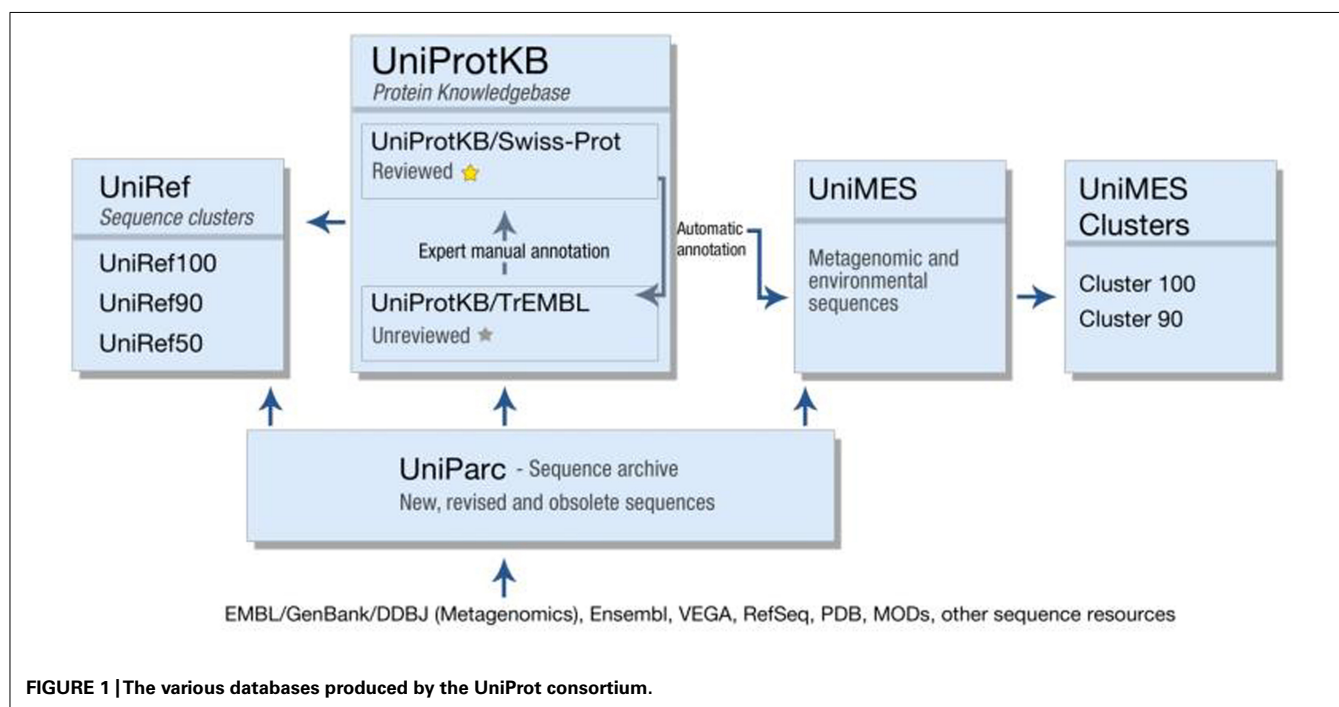 UniProtKB
Protein Knowledgebase
UniProtKB/Swiss-Prot
Reviewed
Expert manual annotation
UniProtKB/TrEMBL
Unreviewed
UniRef
Sequence clusters
UniRef100
UniRef90
UniRef50
Automatic
annotation
UniMES
Metagenomic and
environmental
sequences
UniMES
Clusters
Cluster 100
Cluster 90
UniParc - Sequence archive
New, revised and obsolete sequences
EMBL/GenBank/DDBJ (Metagenomics), Ensembl, VEGA, RefSeq, PDB, MODs, other sequence resources
FIGURE 1 | The various databases produced by the UniProt consortium.